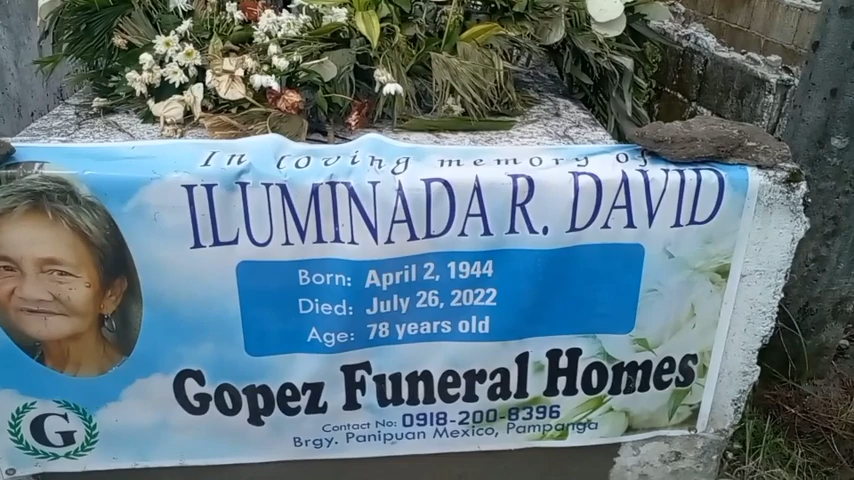 In loving memory of
ILUMINADA R. DAVID
Born: April 2, 1944
Died: July 26, 2022
Age: 78 years old
Gopez Funeral Homes
G
Contact No: 0918-200-8396
Brgy. Panipuan Mexico, Pampanga